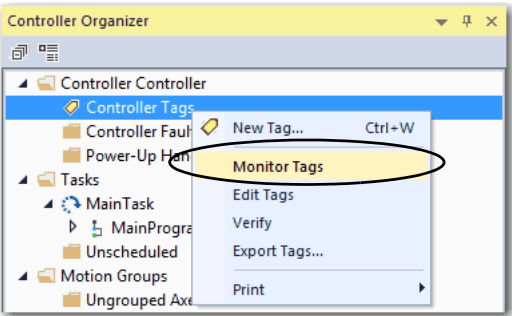 Controller Organizer
Controller Controller
Controller Tags
New Tag... Ctrl+W
Controller Faul
Power-Up Han
Monitor Tags
Tasks
Edit Tags
MainTask
MainProgra
Verify
Unscheduled
Export Tags...
Motion Groups
Print
Ungrouped Axe